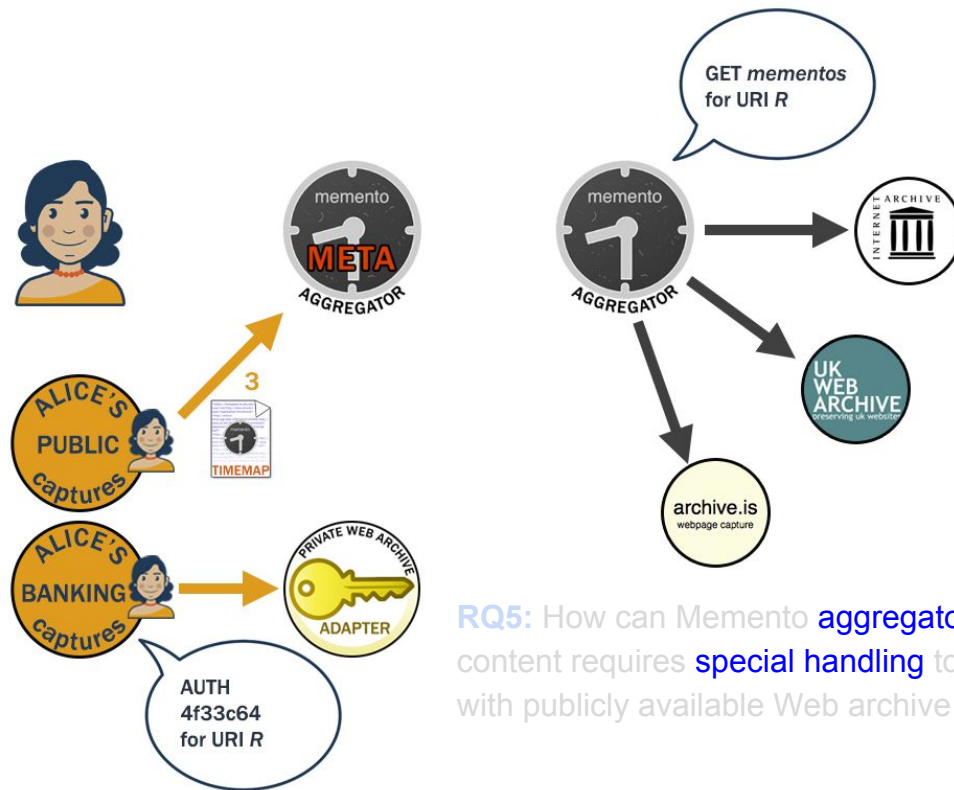 GET mementos
for URI R
memento
META
AGGREGATOR
memento
AGGREGATOR
INTERNET
ARCHIVE
UK
WEB
ARCHIVE
preserving uk websites
archive.is
webpage capture
ALICE'S
PUBLIC
captures
3
memento
TIMEMAP
ALICE'S
BANKING
captures
PRIVATE WEB ARCHIVE
ADAPTER
AUTH
4f33c64
for URI R
RQ5: How can Memento aggregato
content requires special handling to
with publicly available Web archive